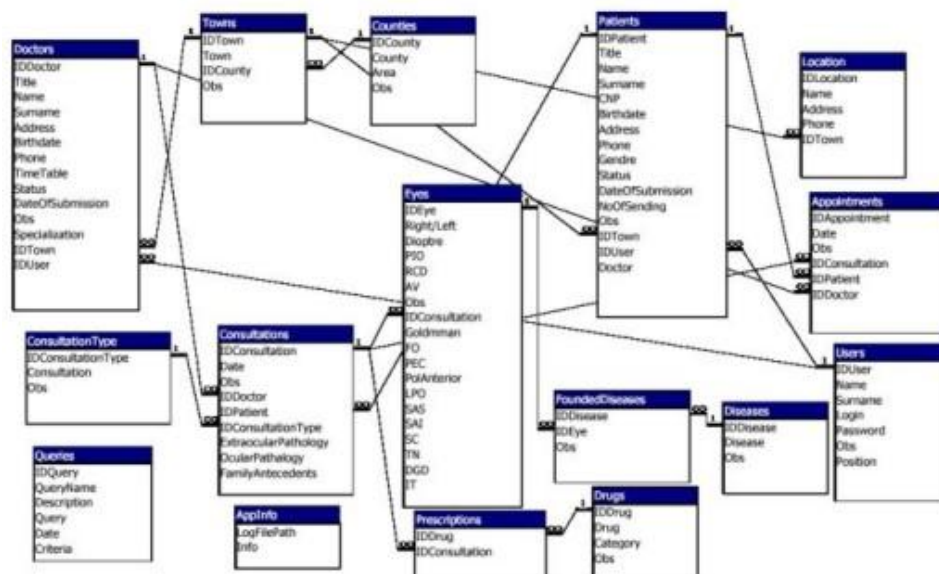 Doctors
IDDoctor
Title
Name
Surname
Address
Birthdate
Phone
TimeTable
Status
DateOfSubmission
Obs
Specialization
IDTown
IDUser
Towns
IDTown
Town
IDCounty
Obs
Counties
IDCounty
County
Area
Obs
Patients
IDPatient
Title
Name
Surname
CNP
Birthdate
Address
Phone
Gendre
Status
DateOfSubmission
NoOfSending
Obs
IDTown
IDUser
Doctor
Location
IDLocation
Name
Address
Phone
IDTown
Appointments
IDAppointment
Date
Obs
IDConsultation
IDPatient
IDDoctor
Eyes
IDEye
Right/Left
Dioptre
PIO
RCD
AV
Obs
IDConsultation
Goldmman
FO
PEC
PolAnterior
LPO
SAS
SAI
SC
TN
DGD
IT
ConsultationType
IDConsultationType
Consultation
Obs
Consultations
IDConsultation
Date
Obs
IDDoctor
IDPatient
IDConsultationType
ExtraocularPathology
OcularPathalogy
FamilyAntecedents
Users
IDUser
Name
Surname
Login
Password
Obs
Position
FoundedDiseases
IDDisease
IDEye
Obs
Diseases
IDDisease
Disease
Obs
Queries
IDQuery
QueryName
Description
Query
Date
Criteria
AppInfo
LogFilePath
Info
Prescriptions
IDDrug
IDConsultation
Drugs
IDDrug
Drug
Category
Obs